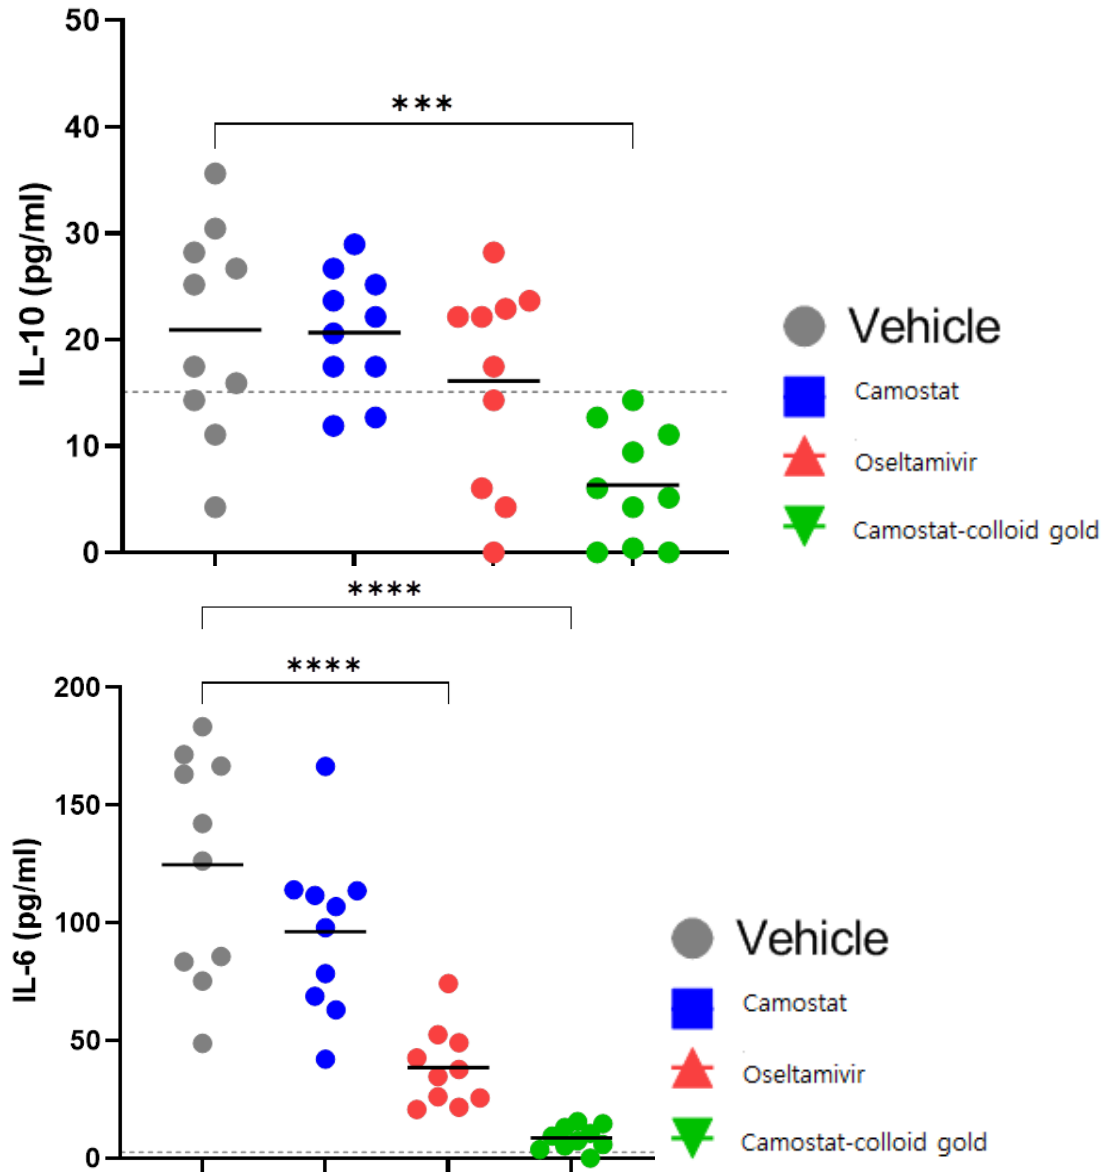 50
***
40
30
20
10
0
IL-10 (pg/ml)
Vehicle
Camostat
Oseltamivir
Camostat-colloid gold
****
****
200
150
100
50
0
IL-6 (pg/ml)
Vehicle
Camostat
Oseltamivir
Camostat-colloid gold